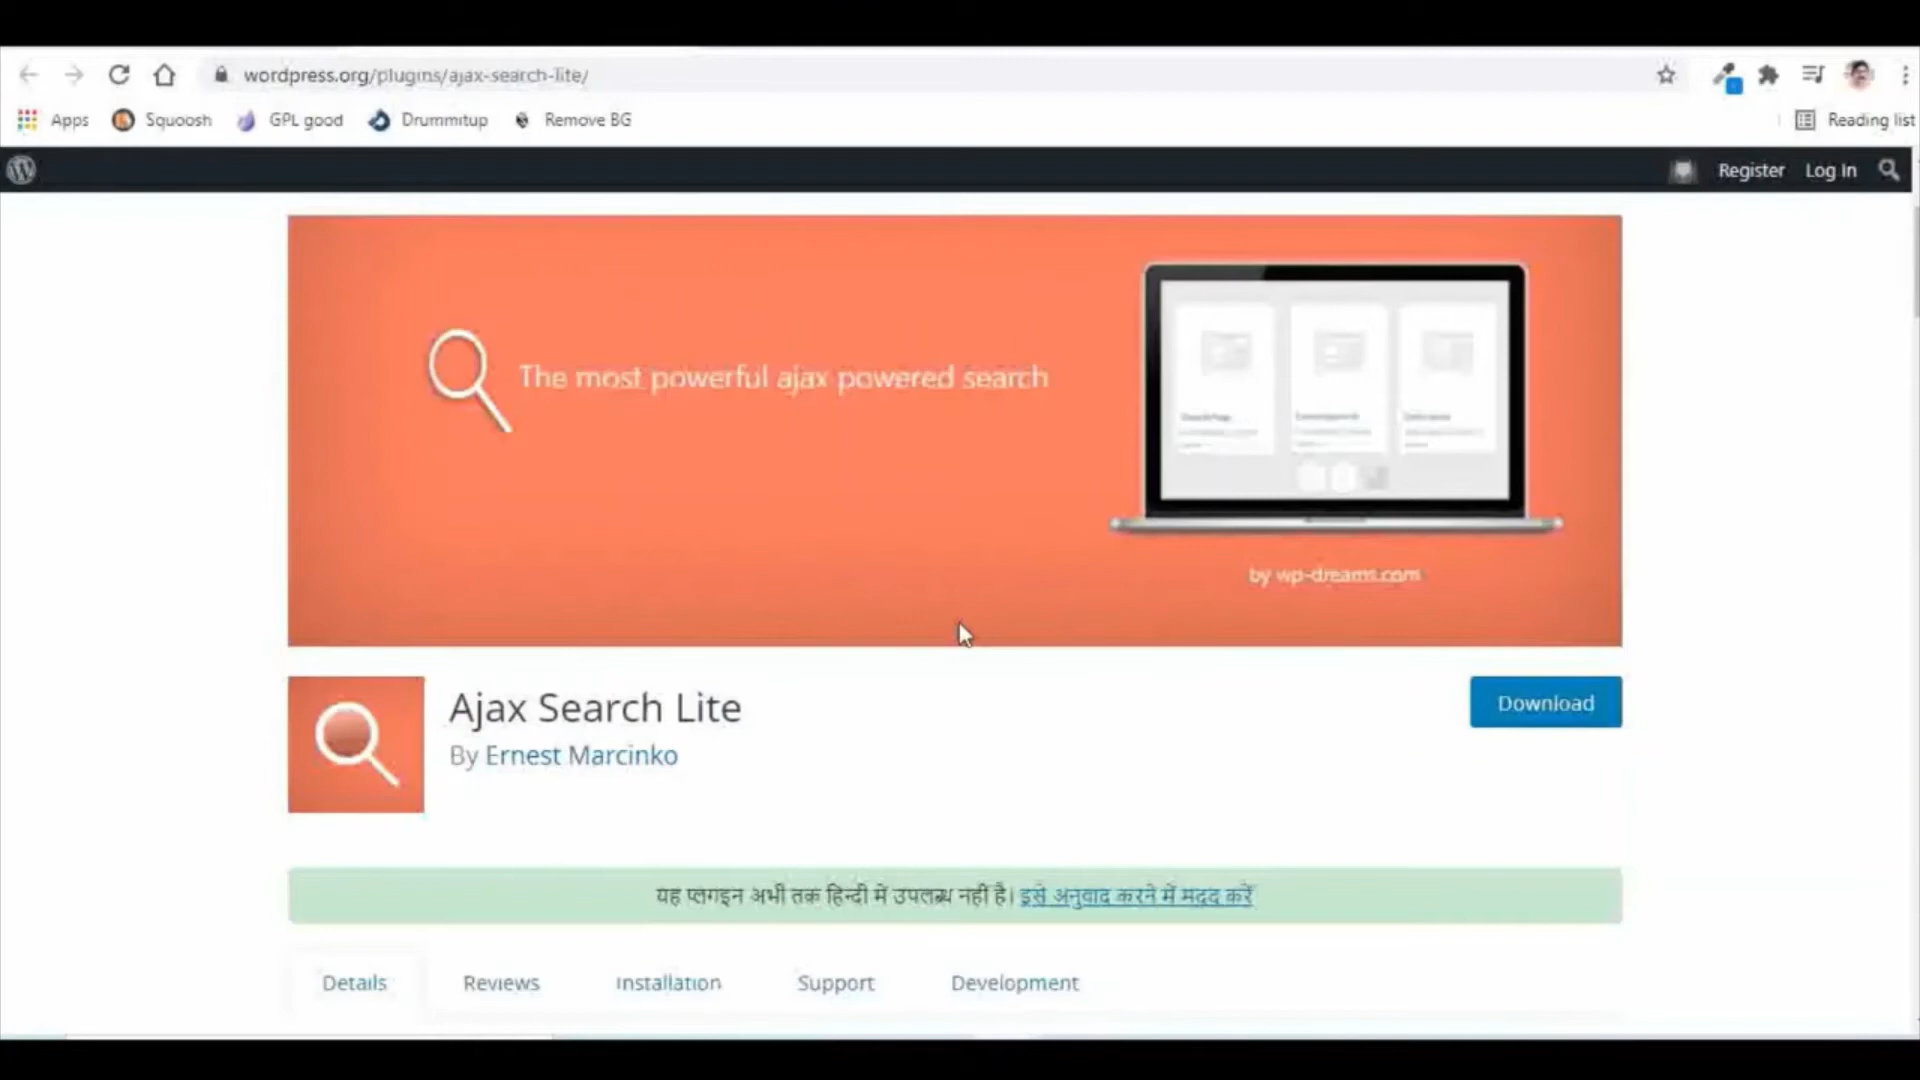 wordpress.org/plugins/ajax-search-lite/
Apps Squoosh GPL good Drummitup Remove BG Reading list
Register Log In
The most powerful ajax powered search
by wp-dreams.com
Ajax Search Lite
Download
By Ernest Marcinko
यह प्लगइन अभी तक हिन्दी में उपलब्ध नहीं है। इसे अनुवाद करने में मदद करें
Details Reviews Installation Support Development